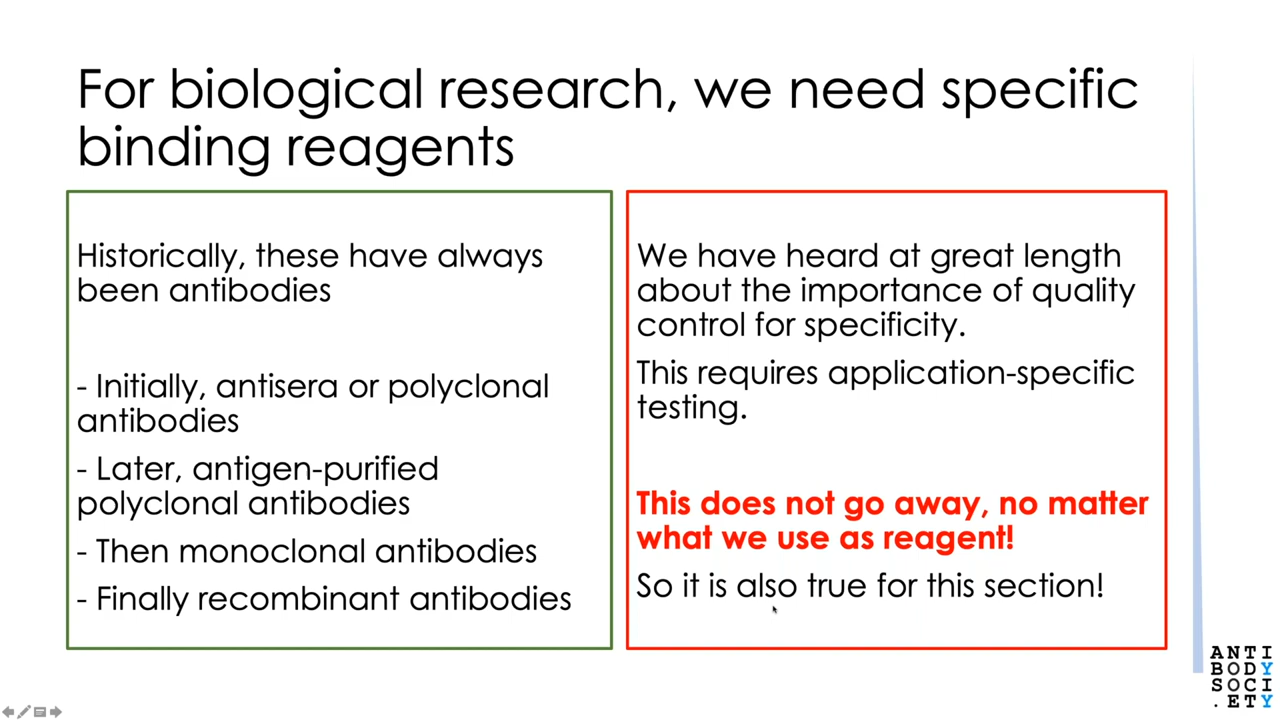 For biological research, we need specific
binding reagents
Historically, these have always
been antibodies
- Initially, antisera or polyclonal
antibodies
- Later, antigen-purified
polyclonal antibodies
- Then monoclonal antibodies
- Finally recombinant antibodies
We have heard at great length
about the importance of quality
control for specificity.
This requires application-specific
testing.
This does not go away, no matter
what we use as reagent!
So it is also true for this section!
ANTI
BODY
SOCI
.ETY